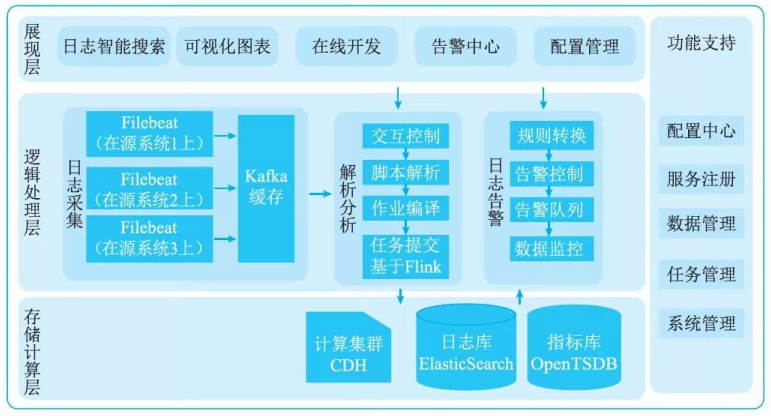 展现层
日志智能搜索
可视化图表
在线开发
告警中心
配置管理
逻辑处理层
日志采集
Filebeat
(在源系统1上)
Filebeat
(在源系统2上)
Filebeat
(在源系统3上)
Kafka
缓存
解析分析
交互控制
脚本解析
作业编译
任务提交
基于Flink
日志告警
规则转换
告警控制
告警队列
数据监控
存储计算层
计算集群
CDH
日志库
ElasticSearch
指标库
OpenTSDB
功能支持
配置中心
服务注册
数据管理
任务管理
系统管理